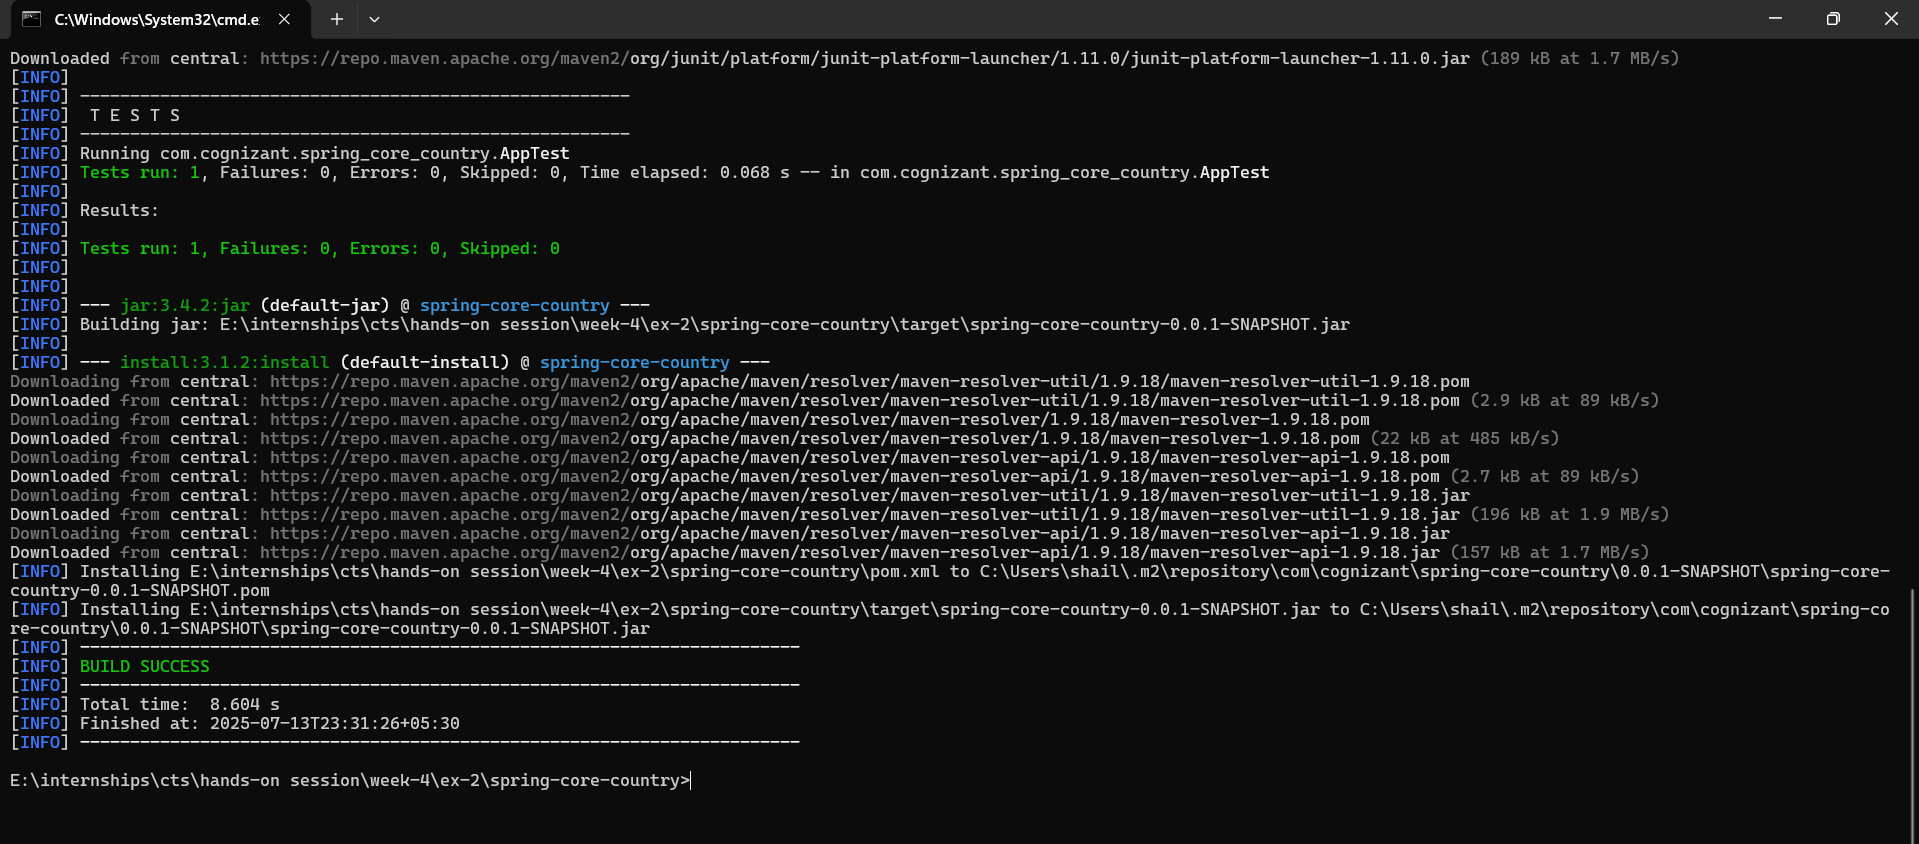 C:\Windows\System32\cmd.e
Downloaded from central: https://repo.maven.apache.org/maven2/org/junit/platform/junit-platform-launcher/1.11.0/junit-platform-launcher-1.11.0.jar (189 kB at 1.7 MB/s)
[INFO]
[INFO] -------------------------------------------------------
[INFO]  T E S T S
[INFO] -------------------------------------------------------
[INFO] Running com.cognizant.spring_core_country.AppTest
[INFO] Tests run: 1, Failures: 0, Errors: 0, Skipped: 0, Time elapsed: 0.068 s -- in com.cognizant.spring_core_country.AppTest
[INFO]
[INFO] Results:
[INFO]
[INFO] Tests run: 1, Failures: 0, Errors: 0, Skipped: 0
[INFO]
[INFO]
[INFO] --- jar:3.4.2:jar (default-jar) @ spring-core-country ---
[INFO] Building jar: E:\internships\cts\hands-on session\week-4\ex-2\spring-core-country\target\spring-core-country-0.0.1-SNAPSHOT.jar
[INFO]
[INFO] --- install:3.1.2:install (default-install) @ spring-core-country ---
Downloading from central: https://repo.maven.apache.org/maven2/org/apache/maven/resolver/maven-resolver-util/1.9.18/maven-resolver-util-1.9.18.pom
Downloaded from central: https://repo.maven.apache.org/maven2/org/apache/maven/resolver/maven-resolver-util/1.9.18/maven-resolver-util-1.9.18.pom (2.9 kB at 89 kB/s)
Downloading from central: https://repo.maven.apache.org/maven2/org/apache/maven/resolver/maven-resolver/1.9.18/maven-resolver-1.9.18.pom
Downloaded from central: https://repo.maven.apache.org/maven2/org/apache/maven/resolver/maven-resolver/1.9.18/maven-resolver-1.9.18.pom (22 kB at 485 kB/s)
Downloading from central: https://repo.maven.apache.org/maven2/org/apache/maven/resolver/maven-resolver-api/1.9.18/maven-resolver-api-1.9.18.pom
Downloaded from central: https://repo.maven.apache.org/maven2/org/apache/maven/resolver/maven-resolver-api/1.9.18/maven-resolver-api-1.9.18.pom (2.7 kB at 89 kB/s)
Downloading from central: https://repo.maven.apache.org/maven2/org/apache/maven/resolver/maven-resolver-util/1.9.18/maven-resolver-util-1.9.18.jar
Downloaded from central: https://repo.maven.apache.org/maven2/org/apache/maven/resolver/maven-resolver-util/1.9.18/maven-resolver-util-1.9.18.jar (196 kB at 1.9 MB/s)
Downloading from central: https://repo.maven.apache.org/maven2/org/apache/maven/resolver/maven-resolver-api/1.9.18/maven-resolver-api-1.9.18.jar
Downloaded from central: https://repo.maven.apache.org/maven2/org/apache/maven/resolver/maven-resolver-api/1.9.18/maven-resolver-api-1.9.18.jar (157 kB at 1.7 MB/s)
[INFO] Installing E:\internships\cts\hands-on session\week-4\ex-2\spring-core-country\pom.xml to C:\Users\shail\.m2\repository\com\cognizant\spring-core-country\0.0.1-SNAPSHOT\spring-core-
country-0.0.1-SNAPSHOT.pom
[INFO] Installing E:\internships\cts\hands-on session\week-4\ex-2\spring-core-country\target\spring-core-country-0.0.1-SNAPSHOT.jar to C:\Users\shail\.m2\repository\com\cognizant\spring-co
re-country\0.0.1-SNAPSHOT\spring-core-country-0.0.1-SNAPSHOT.jar
[INFO] ------------------------------------------------------------------------
[INFO] BUILD SUCCESS
[INFO] ------------------------------------------------------------------------
[INFO] Total time:  8.604 s
[INFO] Finished at: 2025-07-13T23:31:26+05:30
[INFO] ------------------------------------------------------------------------
E:\internships\cts\hands-on session\week-4\ex-2\spring-core-country>